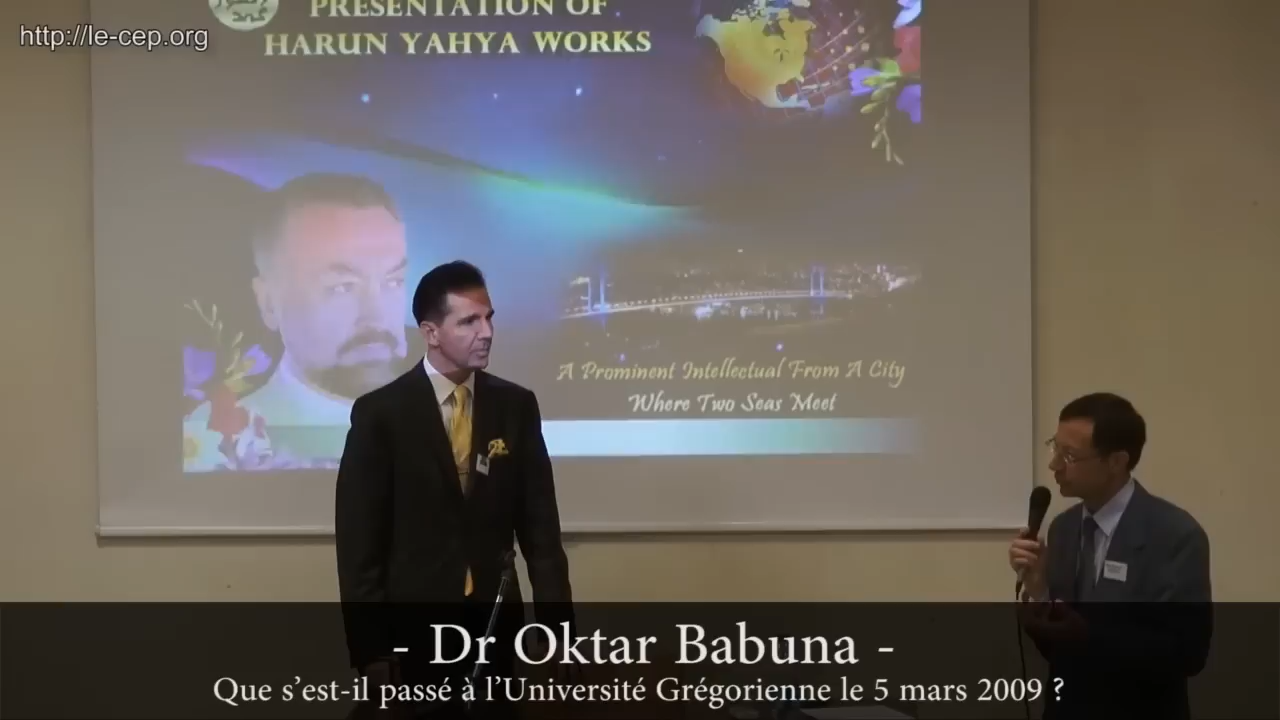 http://le-cep.org
PRESENTATION OF
HARUN YAHYA WORKS
A Prominent Intellectual From A City
Where Two Seas Meet
- Dr Oktar Babuna -
Que s'est-il passé à l'Université Grégorienne le 5 mars 2009 ?